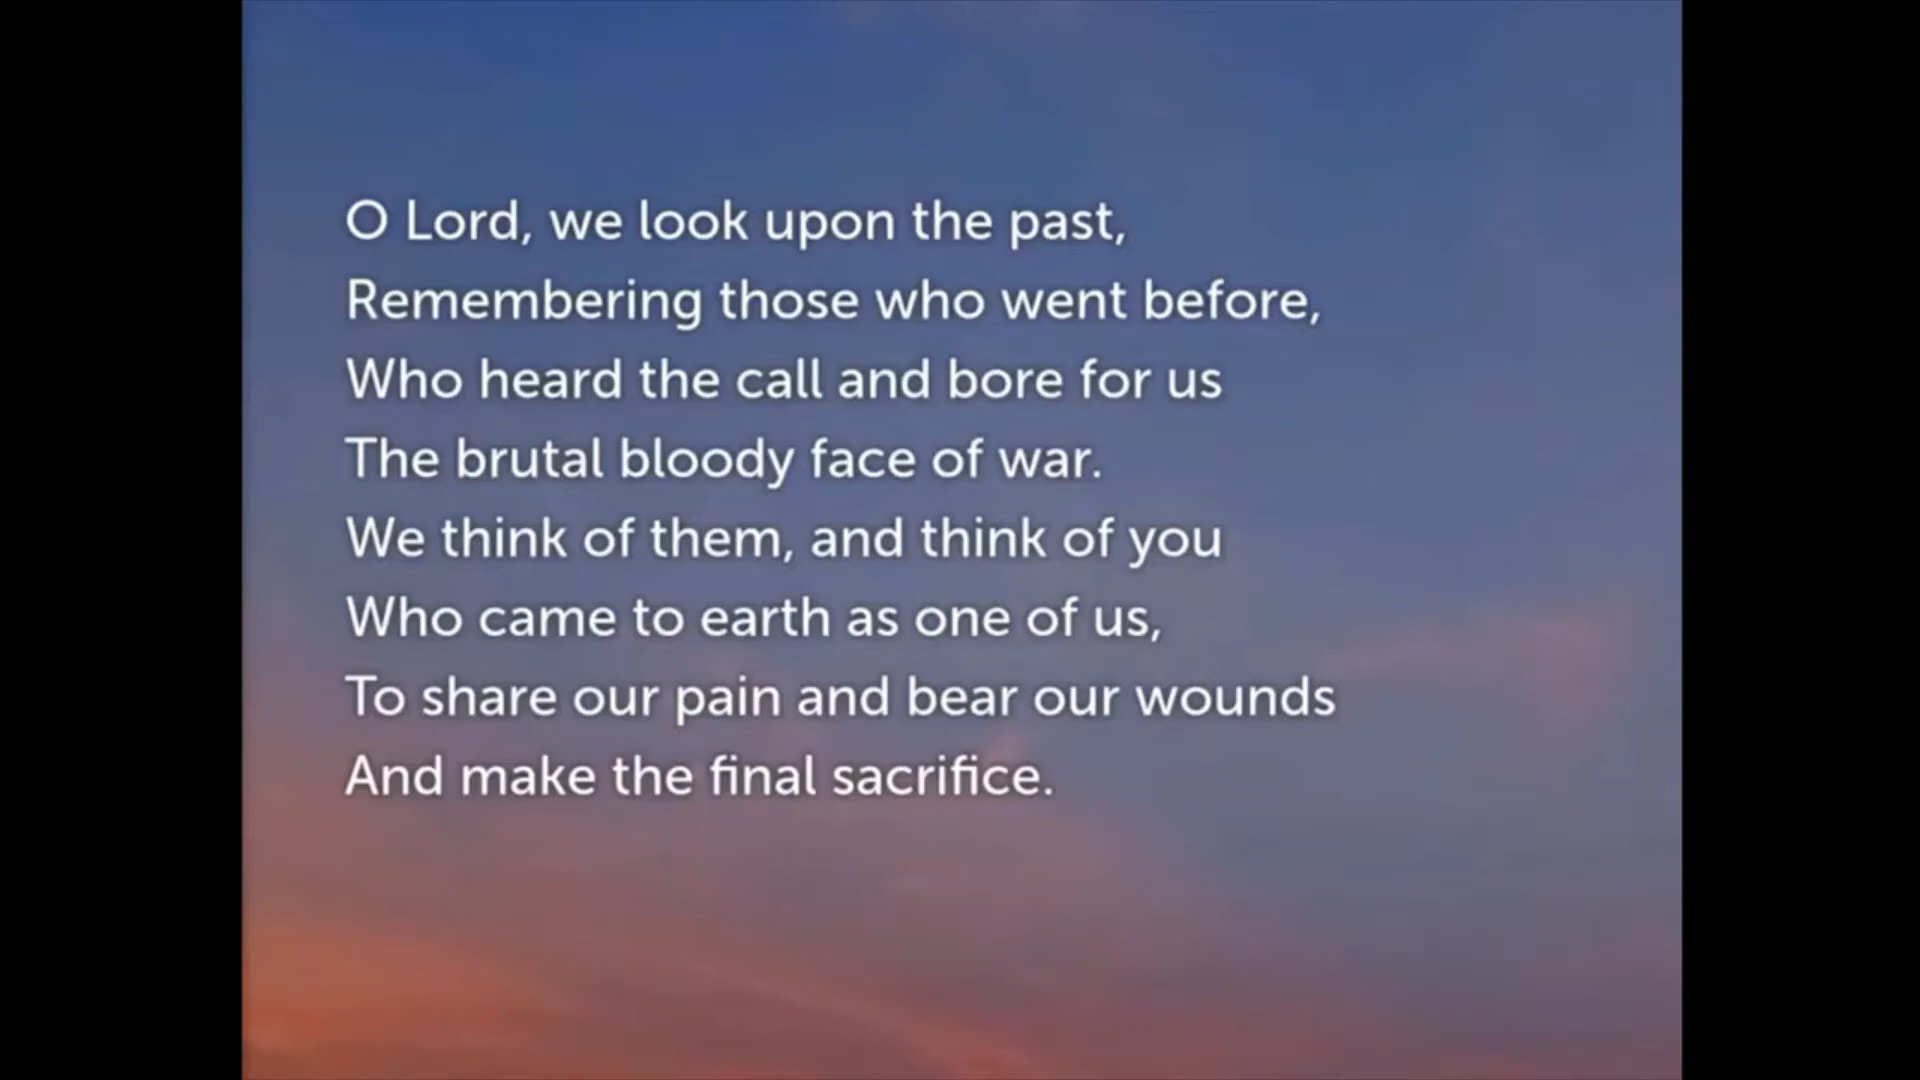 O Lord, we look upon the past,
Remembering those who went before,
Who heard the call and bore for us
The brutal bloody face of war.
We think of them, and think of you
Who came to earth as one of us,
To share our pain and bear our wounds
And make the final sacrifice.